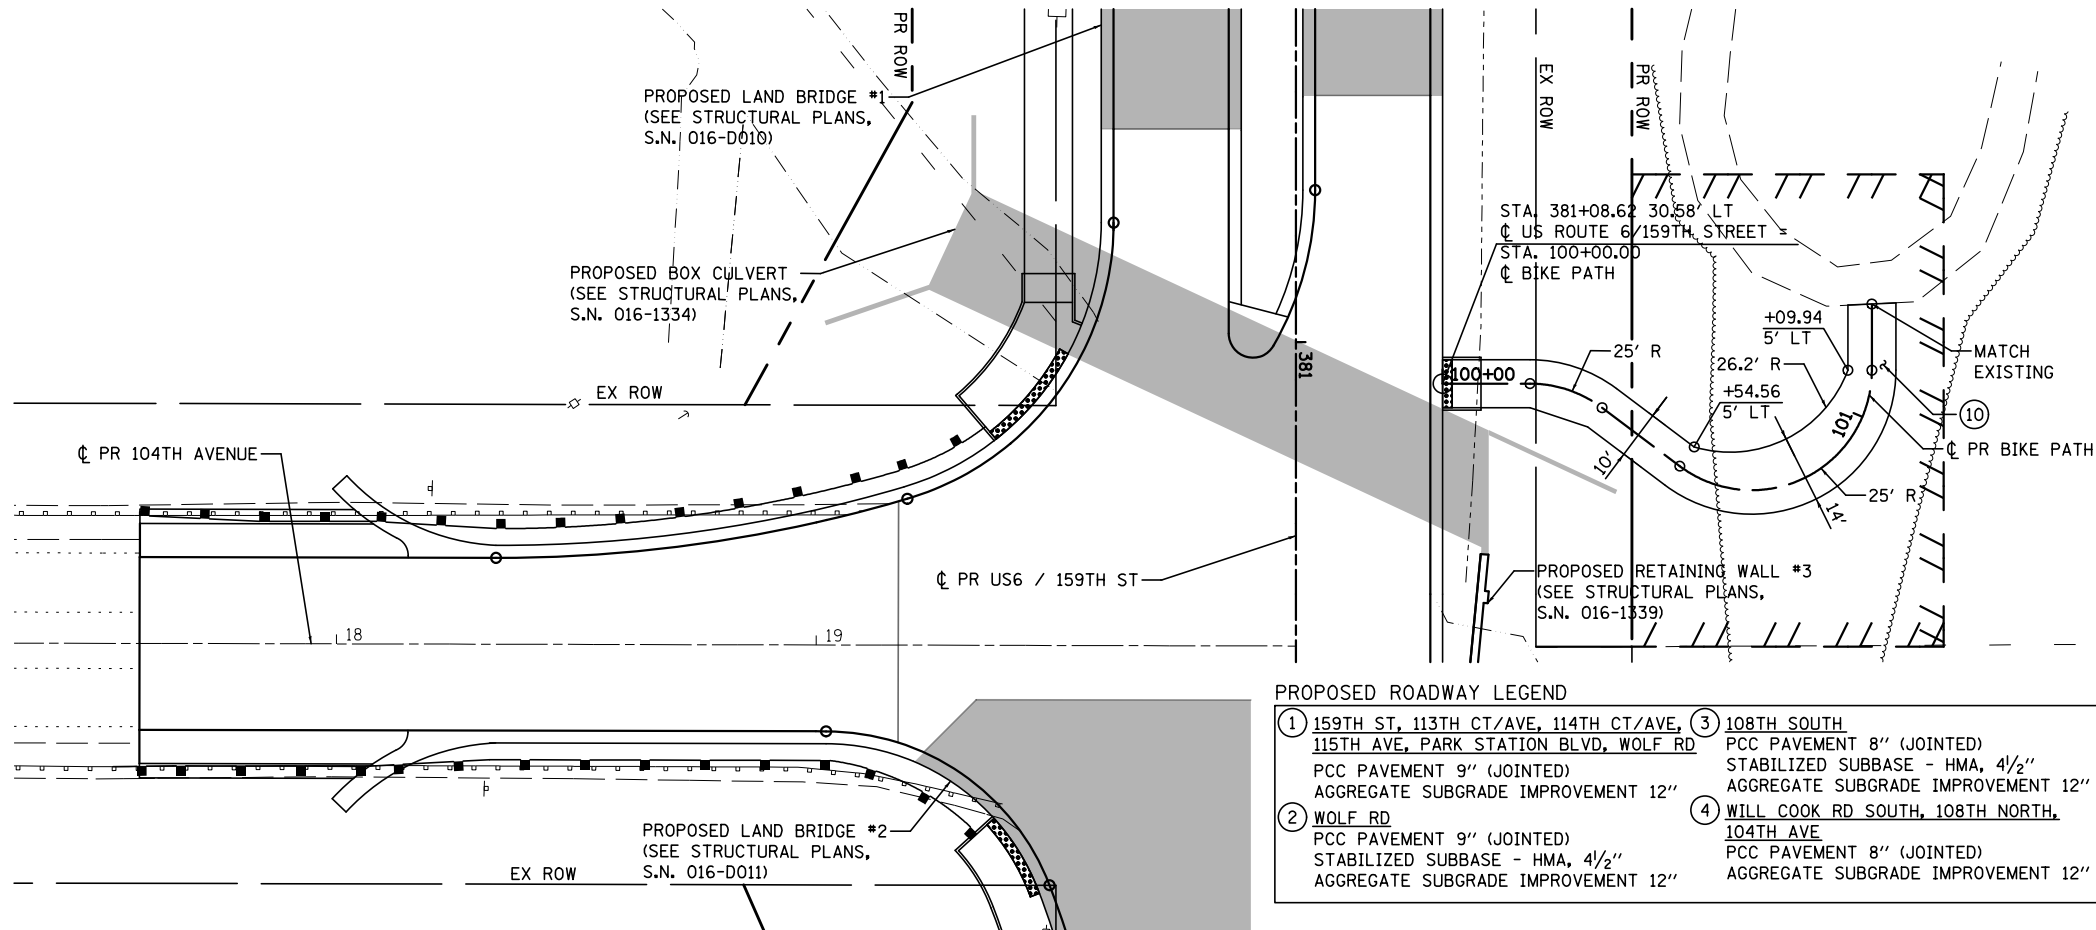 PR ROW
PROPOSED LAND BRIDGE #1
(SEE STRUCTURAL PLANS,
S.N. 016-D010)
EX ROW
PR ROW
STA. 381+08.62 30.58' LT
℄ US ROUTE 6/159TH STREET =
STA. 100+00.00
℄ BIKE PATH
PROPOSED BOX CULVERT
(SEE STRUCTURAL PLANS,
S.N. 016-1334)
+09.94
5' LT
381
25' R
26.2' R
MATCH
EXISTING
100+00
+54.56
5' LT
10
EX ROW
101
℄ PR 104TH AVENUE
℄ PR BIKE PATH
10'
25' R
14'
℄ PR US6 / 159TH ST
PROPOSED RETAINING WALL #3
(SEE STRUCTURAL PLANS,
S.N. 016-1339)
18
19
PROPOSED LAND BRIDGE #2
(SEE STRUCTURAL PLANS,
S.N. 016-D011)
EX ROW
PROPOSED ROADWAY LEGEND
1 159TH ST, 113TH CT/AVE, 114TH CT/AVE,
115TH AVE, PARK STATION BLVD, WOLF RD
PCC PAVEMENT 9" (JOINTED)
AGGREGATE SUBGRADE IMPROVEMENT 12"
2 WOLF RD
PCC PAVEMENT 9" (JOINTED)
STABILIZED SUBBASE - HMA, 4 1/2"
AGGREGATE SUBGRADE IMPROVEMENT 12"
3 108TH SOUTH
PCC PAVEMENT 8" (JOINTED)
STABILIZED SUBBASE - HMA, 4 1/2"
AGGREGATE SUBGRADE IMPROVEMENT 12"
4 WILL COOK RD SOUTH, 108TH NORTH,
104TH AVE
PCC PAVEMENT 8" (JOINTED)
AGGREGATE SUBGRADE IMPROVEMENT 12"